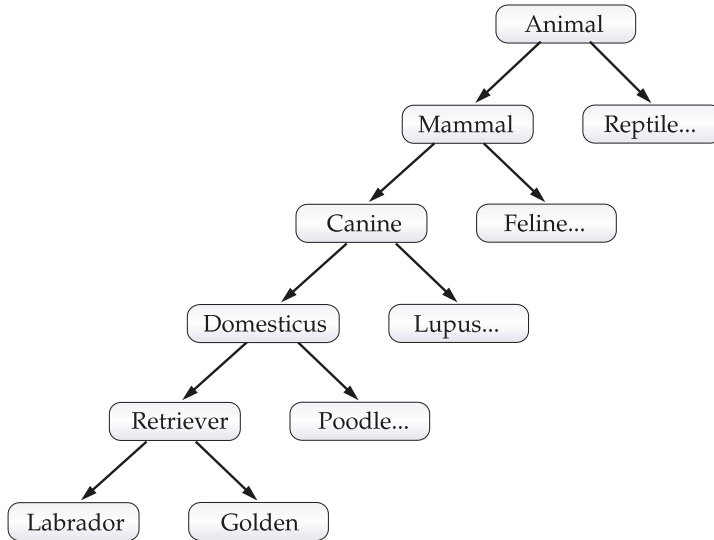 Animal
Mammal
Reptile...
Canine
Feline...
Domesticus
Lupus...
Retriever
Poodle...
Labrador
Golden